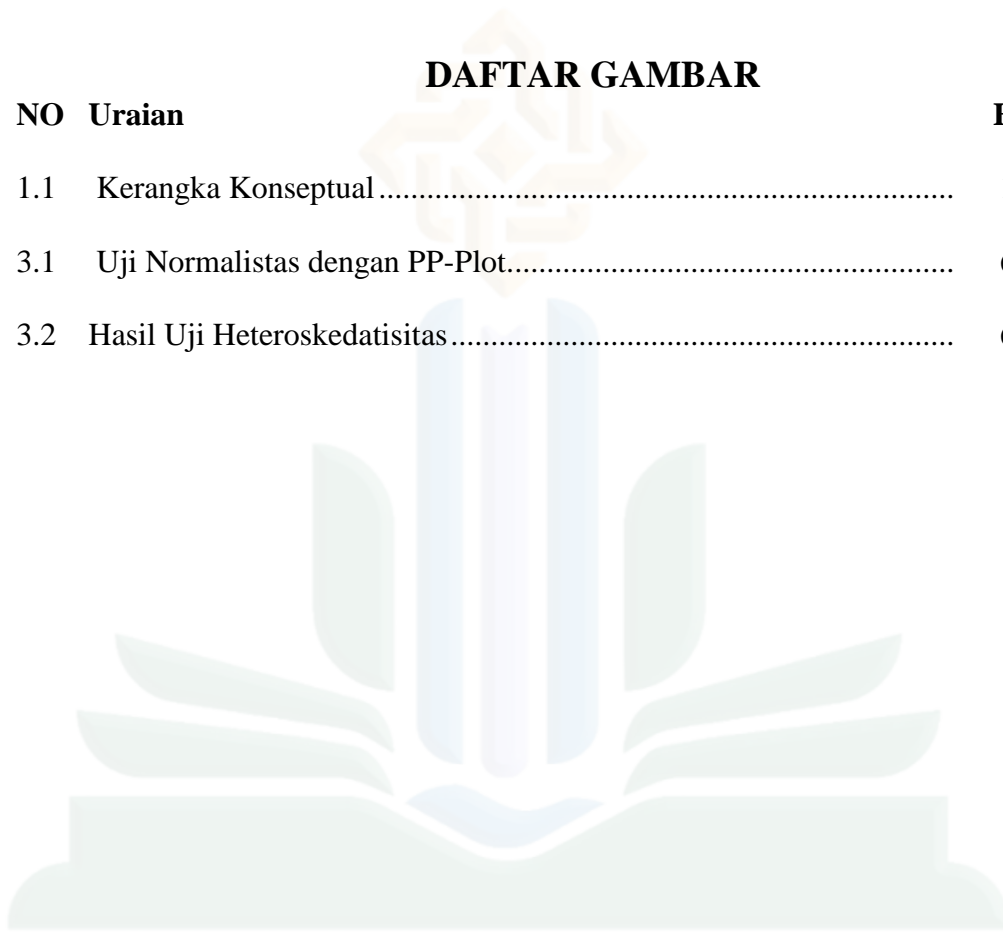 DAFTAR GAMBAR
NO Uraian
1.1 Kerangka Konseptual........................................................................
3.1 Uji Normalistas dengan PP-Plot........................................................
3.2 Hasil Uji Heteroskedatisitas...............................................................